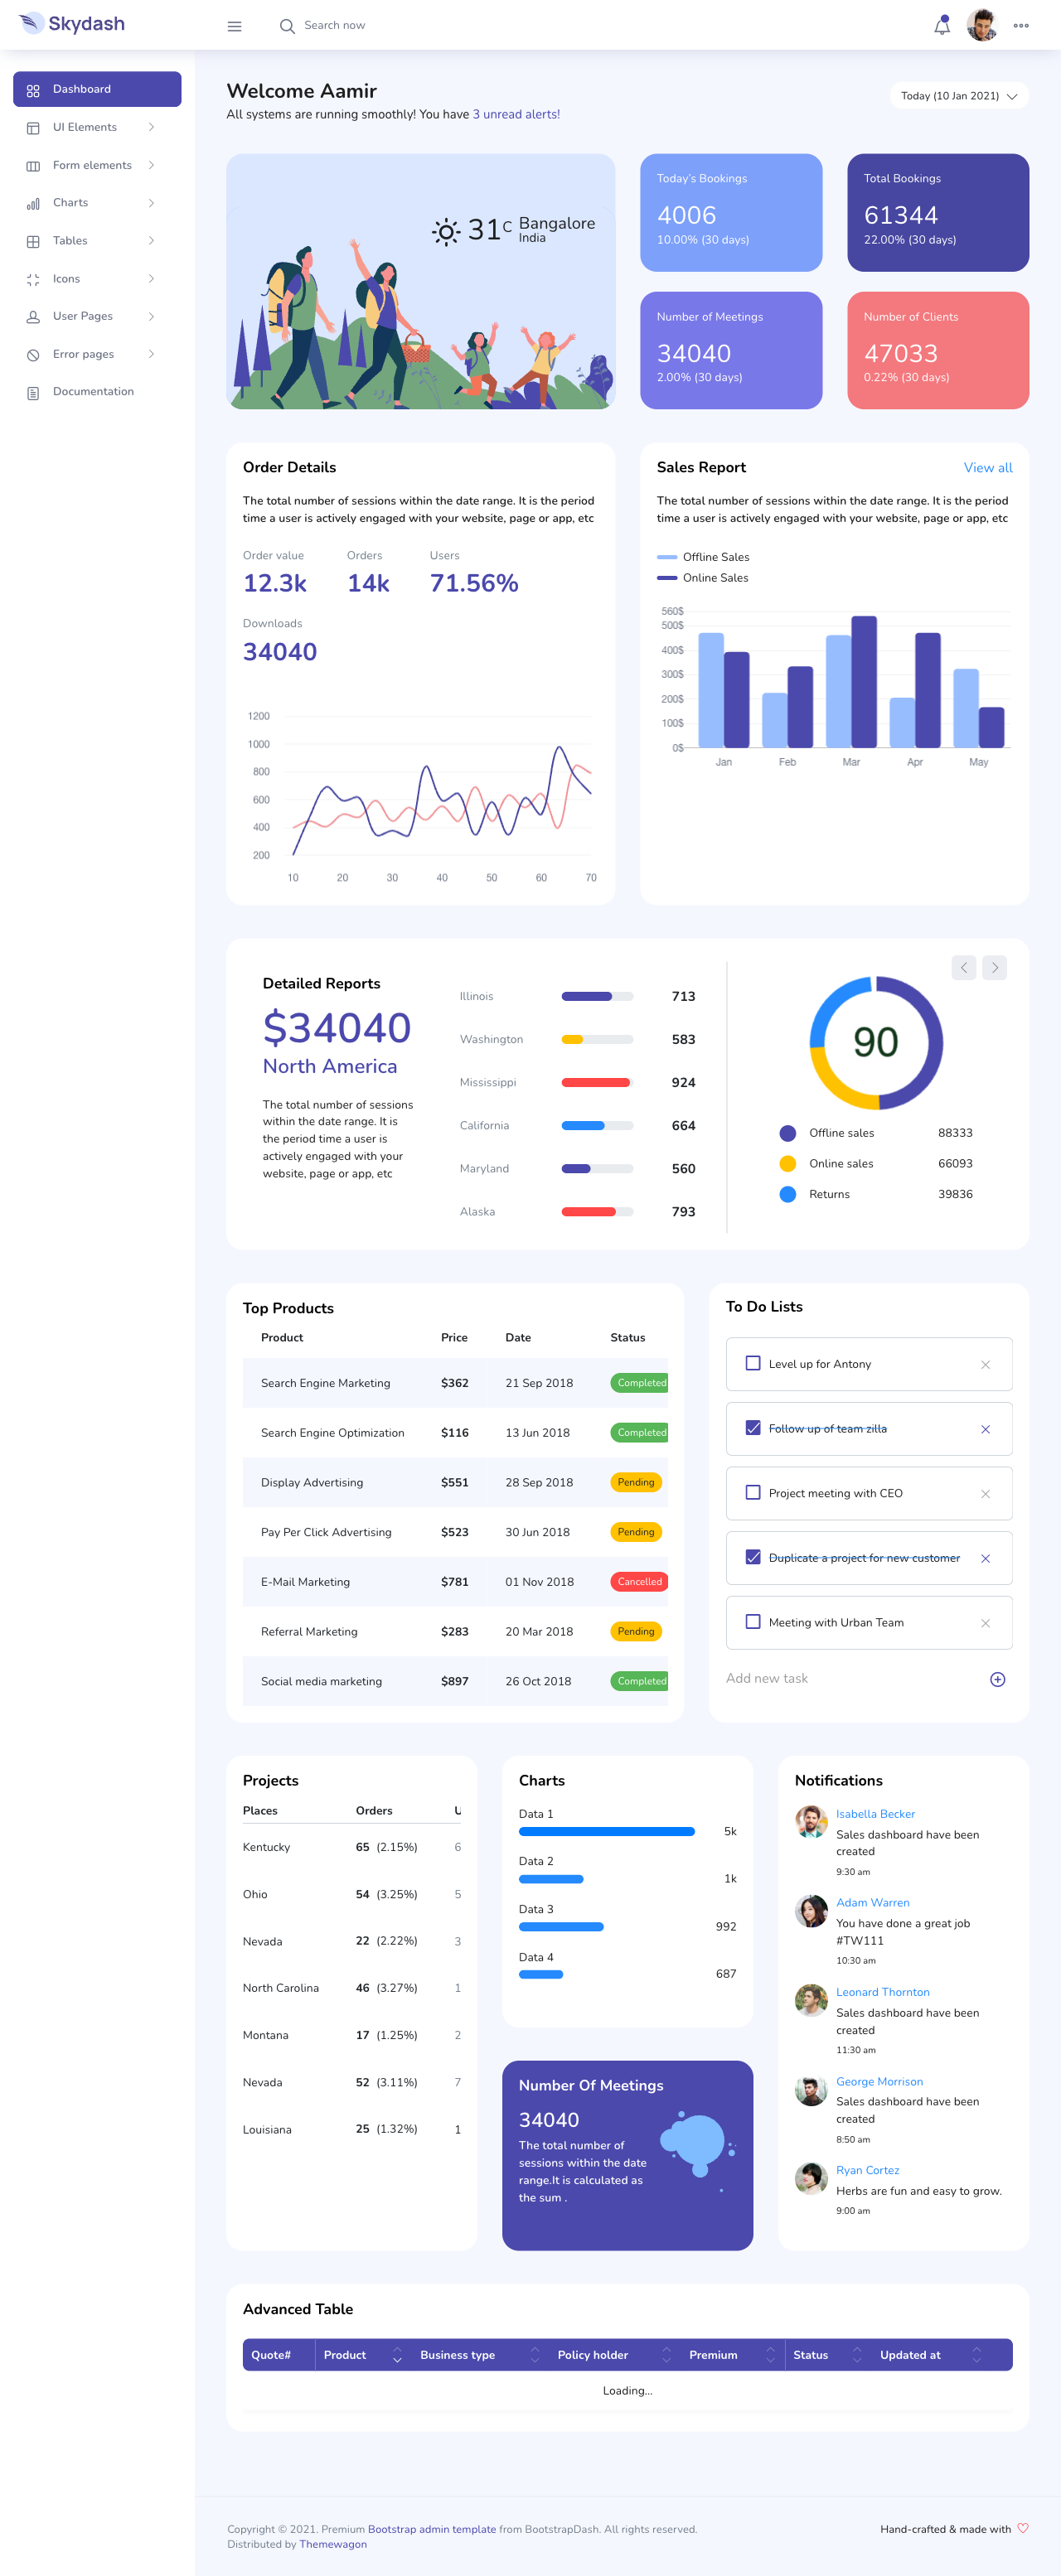 Skydash
Search now
Dashboard
UI Elements
Form elements
Charts
Tables
Icons
User Pages
Error pages
Documentation
Welcome Aamir
All systems are running smoothly! You have 3 unread alerts!
Today (10 Jan 2021)
31 C Bangalore
India
Today's Bookings
4006
10.00% (30 days)
Total Bookings
61344
22.00% (30 days)
Number of Meetings
34040
2.00% (30 days)
Number of Clients
47033
0.22% (30 days)
Order Details
The total number of sessions within the date range. It is the period
time a user is actively engaged with your website, page or app, etc
Order value Orders Users
12.3k 14k 71.56%
Downloads
34040
1200
1000
800
600
400
200
10 20 30 40 50 60 70
Sales Report View all
The total number of sessions within the date range. It is the period
time a user is actively engaged with your website, page or app, etc
Offline Sales
Online Sales
560$
500$
400$
300$
200$
100$
0$
Jan Feb Mar Apr May
Detailed Reports
$34040
North America
The total number of sessions
within the date range. It is
the period time a user is
actively engaged with your
website, page or app, etc
Illinois 713
Washington 583
Mississippi 924
California 664
Maryland 560
Alaska 793
90
Offline sales 88333
Online sales 66093
Returns 39836
Top Products
Product Price Date Status
Search Engine Marketing $362 21 Sep 2018 Completed
Search Engine Optimization $116 13 Jun 2018 Completed
Display Advertising $551 28 Sep 2018 Pending
Pay Per Click Advertising $523 30 Jun 2018 Pending
E-Mail Marketing $781 01 Nov 2018 Cancelled
Referral Marketing $283 20 Mar 2018 Pending
Social media marketing $897 26 Oct 2018 Completed
To Do Lists
Level up for Antony
Follow up of team zilla
Project meeting with CEO
Duplicate a project for new customer
Meeting with Urban Team
Add new task
Projects
Places Orders U
Kentucky 65 (2.15%) 6
Ohio 54 (3.25%) 5
Nevada 22 (2.22%) 3
North Carolina 46 (3.27%) 1
Montana 17 (1.25%) 2
Nevada 52 (3.11%) 7
Louisiana 25 (1.32%) 1
Charts
Data 1
5k
Data 2
1k
Data 3
992
Data 4
687
Number Of Meetings
34040
The total number of
sessions within the date
range.It is calculated as
the sum .
Notifications
Isabella Becker
Sales dashboard have been
created
9:30 am
Adam Warren
You have done a great job
#TW111
10:30 am
Leonard Thornton
Sales dashboard have been
created
11:30 am
George Morrison
Sales dashboard have been
created
8:50 am
Ryan Cortez
Herbs are fun and easy to grow.
9:00 am
Advanced Table
Quote# Product Business type Policy holder Premium Status Updated at
Loading...
Copyright © 2021. Premium Bootstrap admin template from BootstrapDash. All rights reserved.
Distributed by Themewagon
Hand-crafted & made with